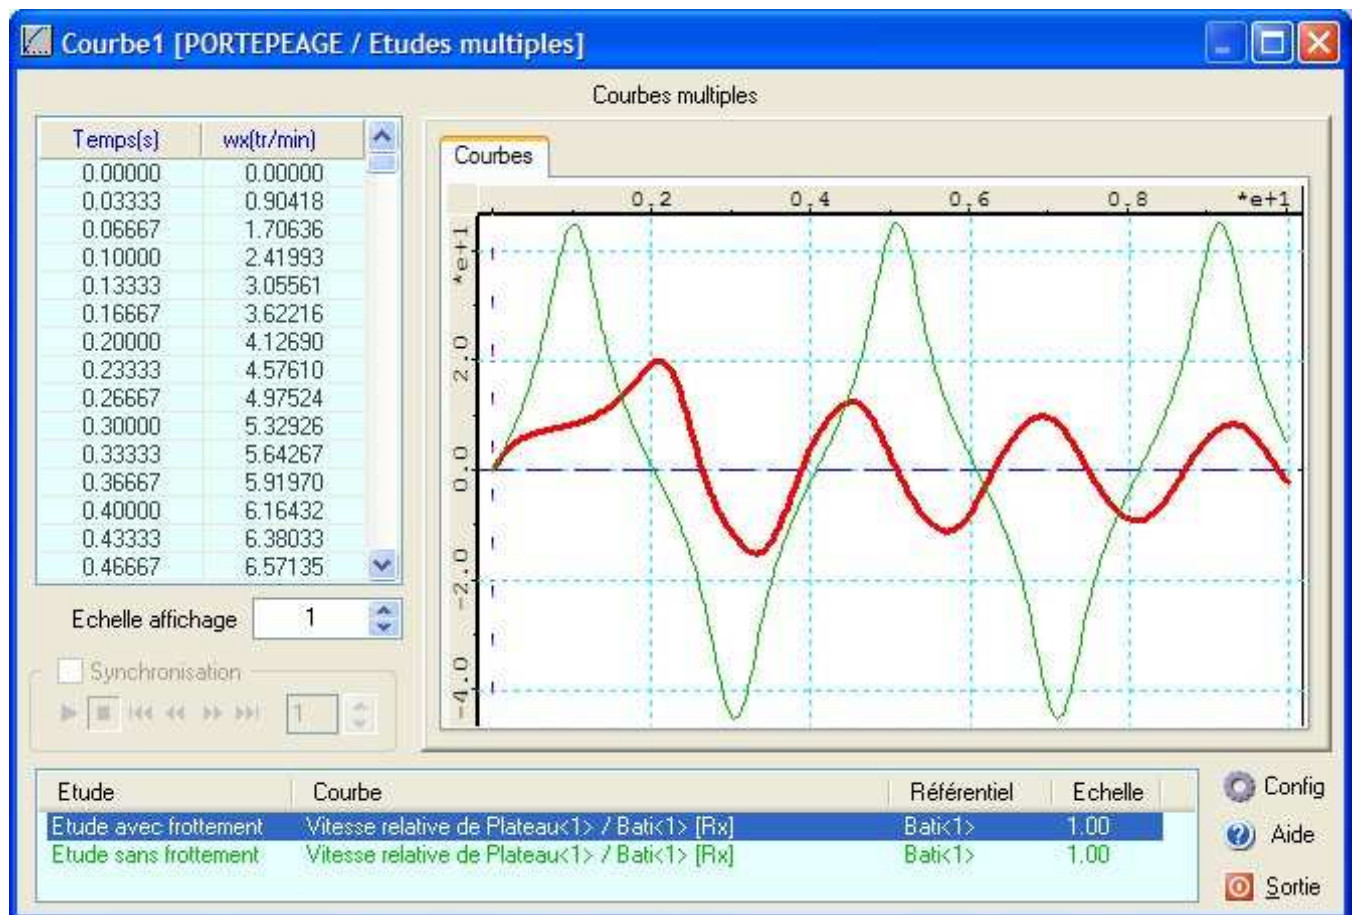 Courbe1 [PORTEPEAGE / Etudes multiples]
Courbes multiples
Temps(s) wx(tr/min)
0.00000 0.00000
0.03333 0.90418
0.06667 1.70636
0.10000 2.41993
0.13333 3.05561
0.16667 3.62216
0.20000 4.12690
0.23333 4.57610
0.26667 4.97524
0.30000 5.32926
0.33333 5.64267
0.36667 5.91970
0.40000 6.16432
0.43333 6.38033
0.46667 6.57135
Echelle affichage 1
Synchronisation
1
Courbes
0,2 0,4 0,6 0,8 *e+1
*e+1
2.0
0.0
-2.0
-4.0
Etude Courbe Référentiel Echelle
Etude avec frottement Vitesse relative de Plateau<1> / Bati<1> [Rx] Bati<1> 1.00
Etude sans frottement Vitesse relative de Plateau<1> / Bati<1> [Rx] Bati<1> 1.00
Config
Aide
Sortie